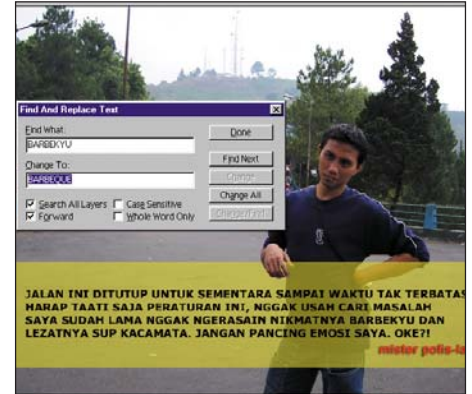 Find And Replace Text
Find What:
Done
BARBEKYU
Find Next
Change To:
Change
BARBEQUE
Change All
Search All Layers
Case Sensitive
Change/Find
Forward
Whole Word Only
JALAN INI DITUTUP UNTUK SEMENTARA SAMPAI WAKTU TAK TERBATAS
HARAP TAATI SAJA PERATURAN INI, NGGAK USAH CARI MASALAH
SAYA SUDAH LAMA NGGAK NGERASAIN NIKMATNYA BARBEKYU DAN
LEZATNYA SUP KACAMATA. JANGAN PANCING EMOSI SAYA. OKE?!
mister polis-la